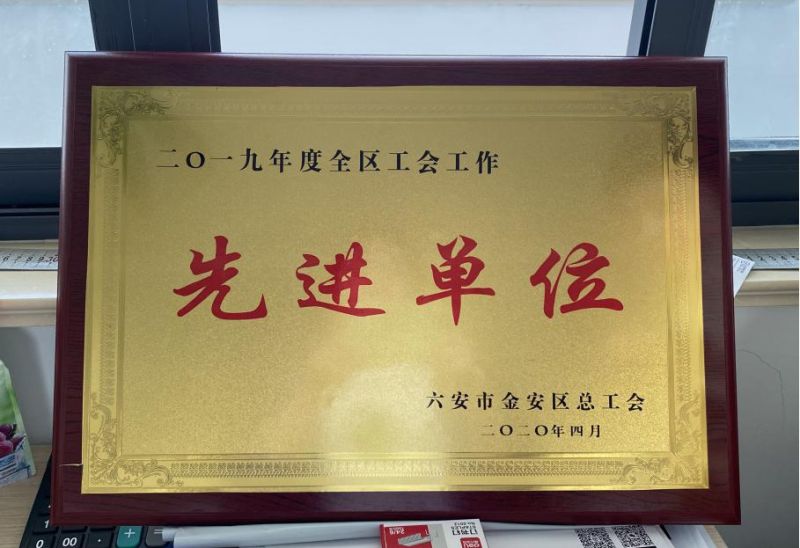 二〇一九年度全区工会工作
先进单位
六安市金安区总工会
二〇二〇年四月